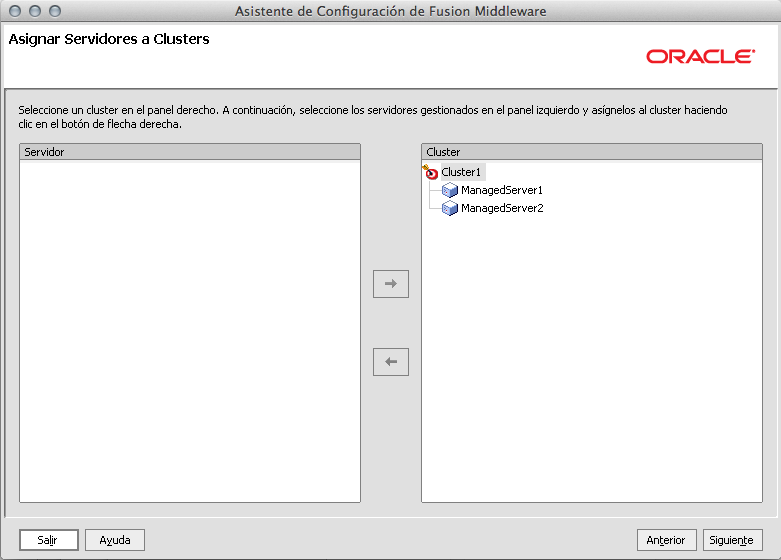 Asistente de Configuración de Fusion Middleware
Asignar Servidores a Clusters
ORACLE
Seleccione un cluster en el panel derecho. A continuación, seleccione los servidores gestionados en el panel izquierdo y asígnelos al cluster haciendo
clic en el botón de flecha derecha.
Servidor
Cluster
Cluster1
ManagedServer1
ManagedServer2
Salir
Ayuda
Anterior
Siguiente